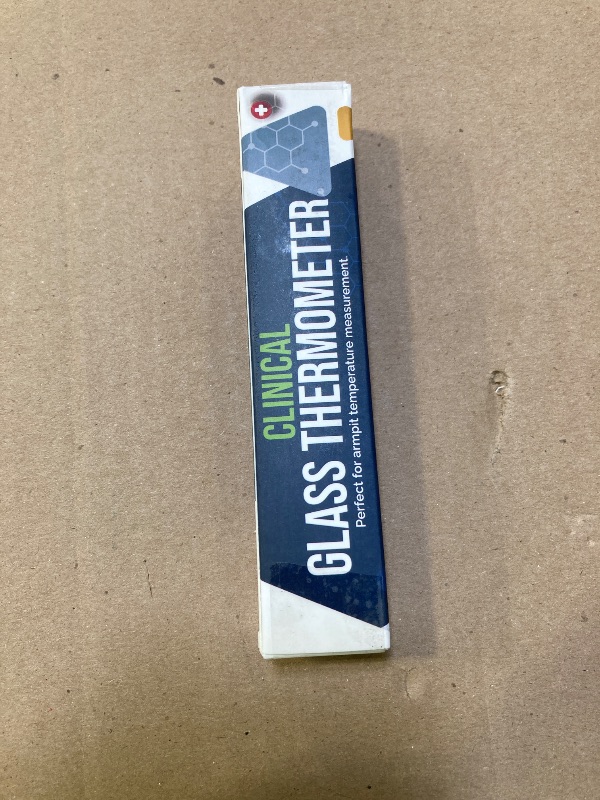 CLINICAL
GLASS THERMOMETER
Perfect for armpit temperature measurement.